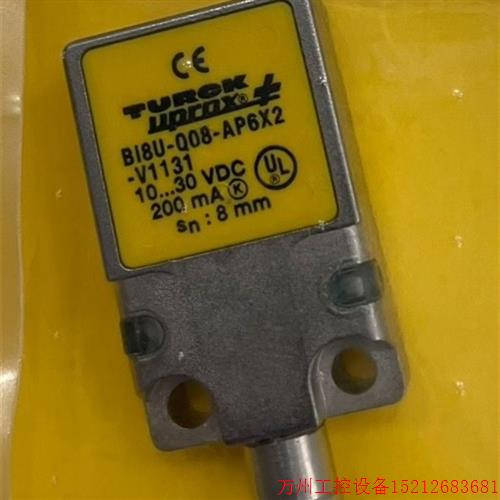 CE
TURCK
uprox®
BI8U-Q08-AP6X2
-V1131
10...30 VDC
200 mA K UL
sn : 8 mm
万州工控设备15212683681